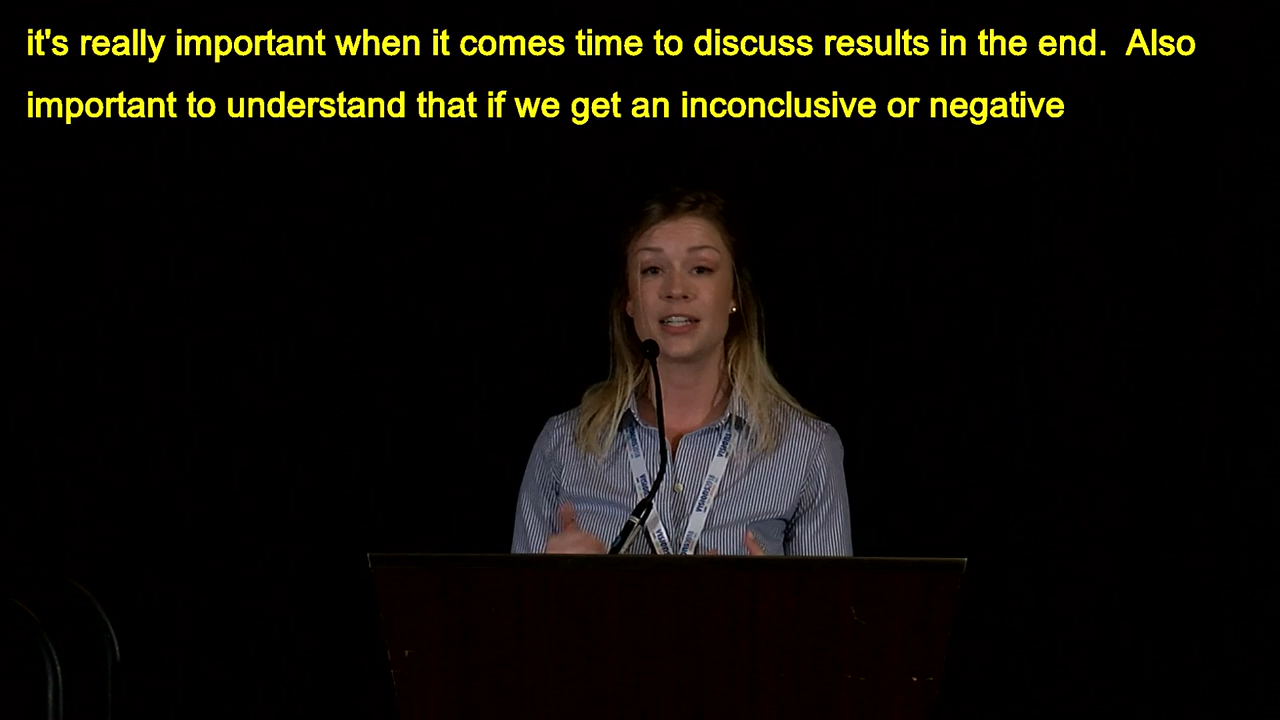 it's really important when it comes time to discuss results in the end.  Also
important to understand that if we get an inconclusive or negative
VISIONS2018